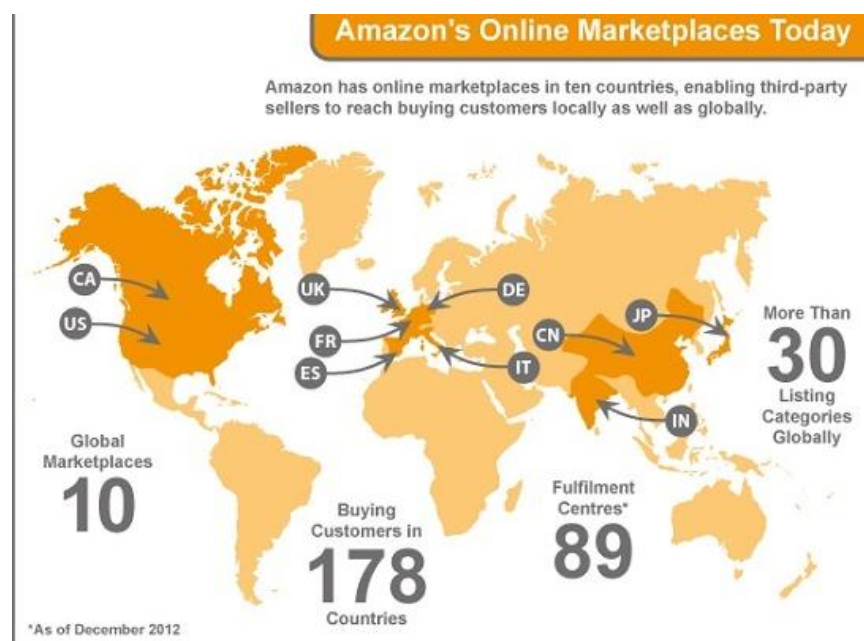 Amazon's Online Marketplaces Today
Amazon has online marketplaces in ten countries, enabling third-party
sellers to reach buying customers locally as well as globally.
CA
US
UK
FR
ES
DE
IT
CN
JP
IN
More Than
30
Listing
Categories
Globally
Global
Marketplaces
10
Buying
Customers in
178
Countries
Fulfilment
Centres*
89
*As of December 2012